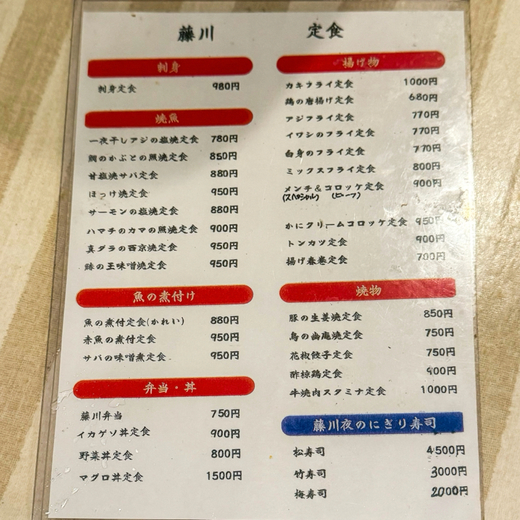 藤川 定食
刺身
刺身定食 980円
焼魚
一夜干しアジの塩焼定食 780円
鯛のかぶとの照焼定食 850円
甘塩焼サバ定食 880円
ほっけ焼定食 950円
サーモンの塩焼定食 880円
ハマチのカマの照焼定食 900円
真ダラの西京焼定食 950円
鮭の王味噌焼定食 950円
魚の煮付け
魚の煮付定食(かれい) 880円
赤魚の煮付定食 950円
サバの味噌煮定食 950円
弁当・丼
藤川弁当 750円
イカゲソ丼定食 900円
野菜丼定食 800円
マグロ丼定食 1500円
揚げ物
カキフライ定食 1000円
鶏の唐揚げ定食 680円
アジフライ定食 770円
イワシのフライ定食 770円
白身のフライ定食 770円
ミックスフライ定食 800円
メンチ&コロッケ定食 900円
(スペシャル) (ビーフ)
かにクリームコロッケ定食 950円
トンカツ定食 900円
揚げ春巻定食 700円
焼物
豚の生姜焼定食 850円
鳥の幽庵焼定食 750円
花椒餃子定食 750円
酢椋鶏定食 900円
牛焼肉スタミナ定食 1000円
藤川夜のにぎり寿司
松寿司 4500円
竹寿司 3000円
梅寿司 2000円